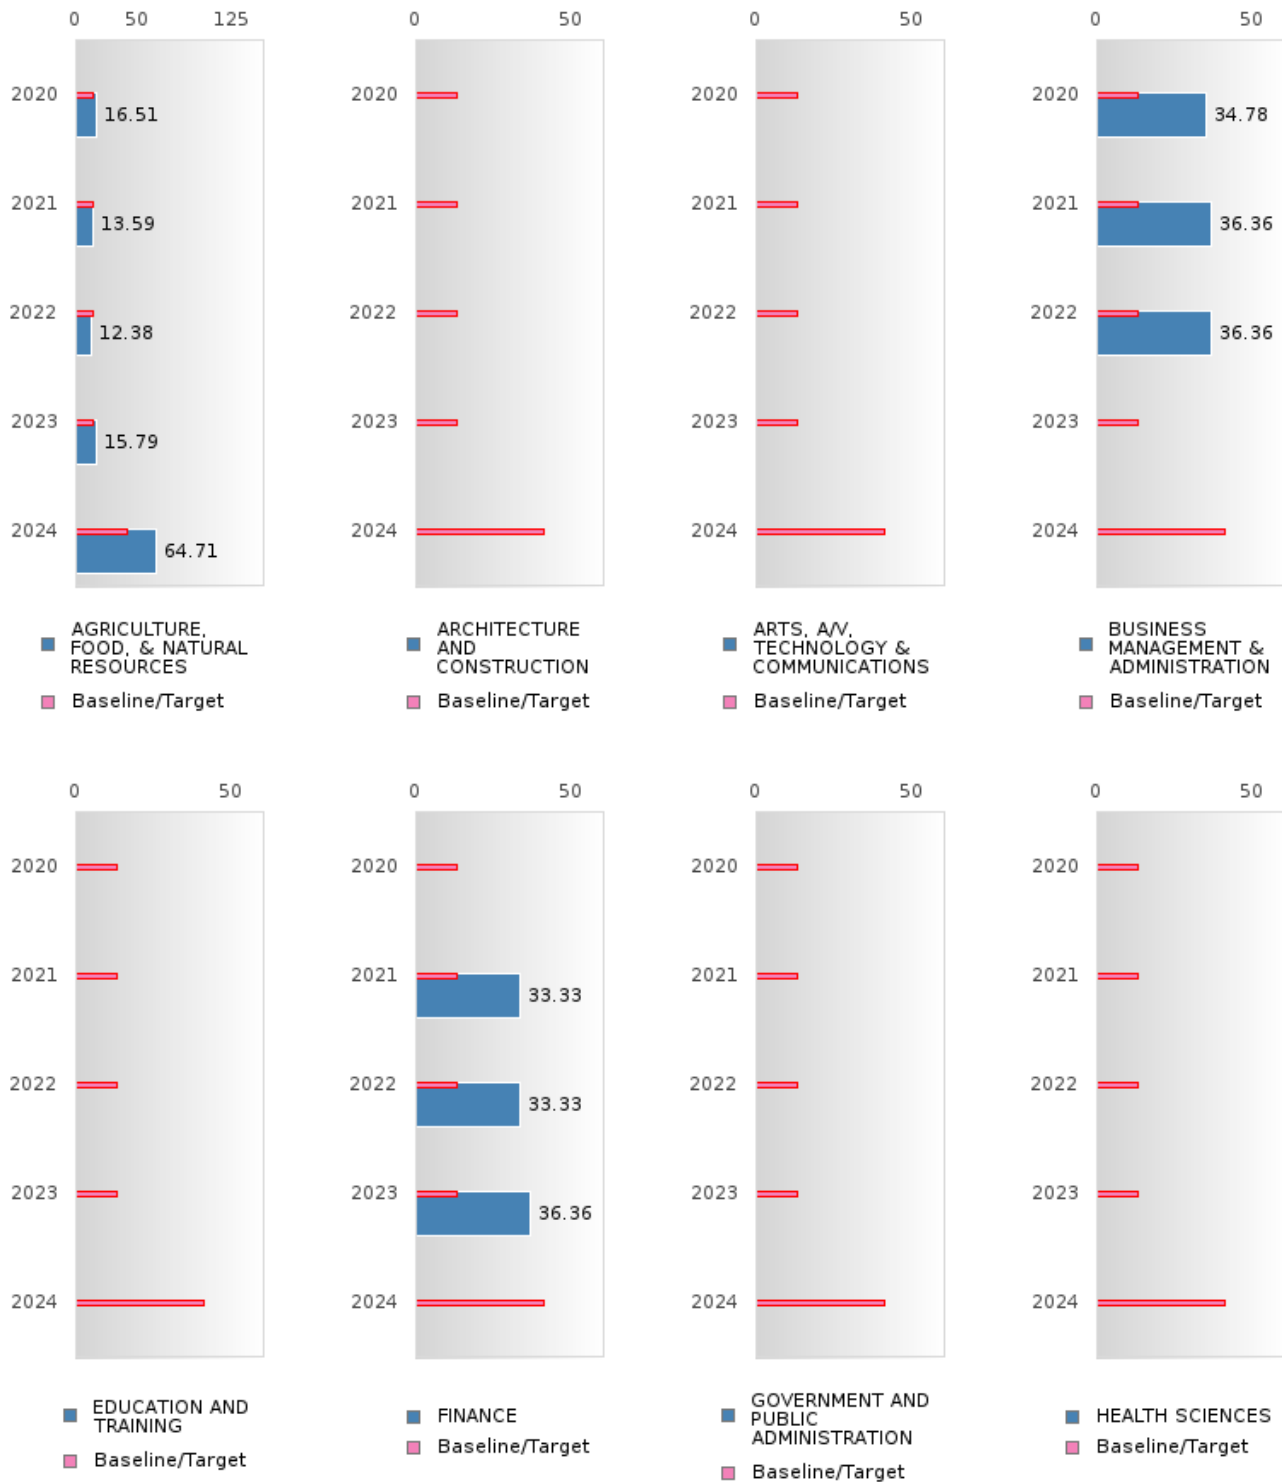 0 50 125
2020
16.51
2021
13.59
2022
12.38
2023
15.79
2024
64.71
AGRICULTURE,
FOOD, & NATURAL
RESOURCES
Baseline/Target
0 50
2020
2021
2022
2023
2024
ARCHITECTURE
AND
CONSTRUCTION
Baseline/Target
0 50
2020
2021
2022
2023
2024
ARTS, A/V,
TECHNOLOGY &
COMMUNICATIONS
Baseline/Target
0 50
2020
34.78
2021
36.36
2022
36.36
2023
2024
BUSINESS
MANAGEMENT &
ADMINISTRATION
Baseline/Target
0 50
2020
2021
2022
2023
2024
EDUCATION AND
TRAINING
Baseline/Target
0 50
2020
2021
33.33
2022
33.33
2023
36.36
2024
FINANCE
Baseline/Target
0 50
2020
2021
2022
2023
2024
GOVERNMENT AND
PUBLIC
ADMINISTRATION
Baseline/Target
0 50
2020
2021
2022
2023
2024
HEALTH SCIENCES
Baseline/Target